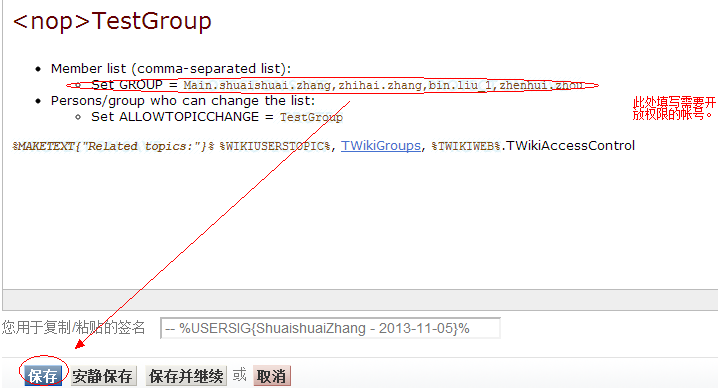 <nop>TestGroup
Member list (comma-separated list):
Set GROUP = Main.shuaishuai.zhang,zhihai.zhang,bin.liu_1,zhenhui.zhou
Persons/group who can change the list:
Set ALLOWTOPICCHANGE = TestGroup
此处填写需要开
放权限的帐号。
%MAKETEXT{"Related topics:"}% %WIKIUSERSTOPIC%, TWikiGroups, %TWIKIWEB%.TWikiAccessControl
您用于复制/粘贴的签名 -- %USERSIG{ShuaishuaiZhang - 2013-11-05}%
保存 安静保存 保存并继续 或 取消